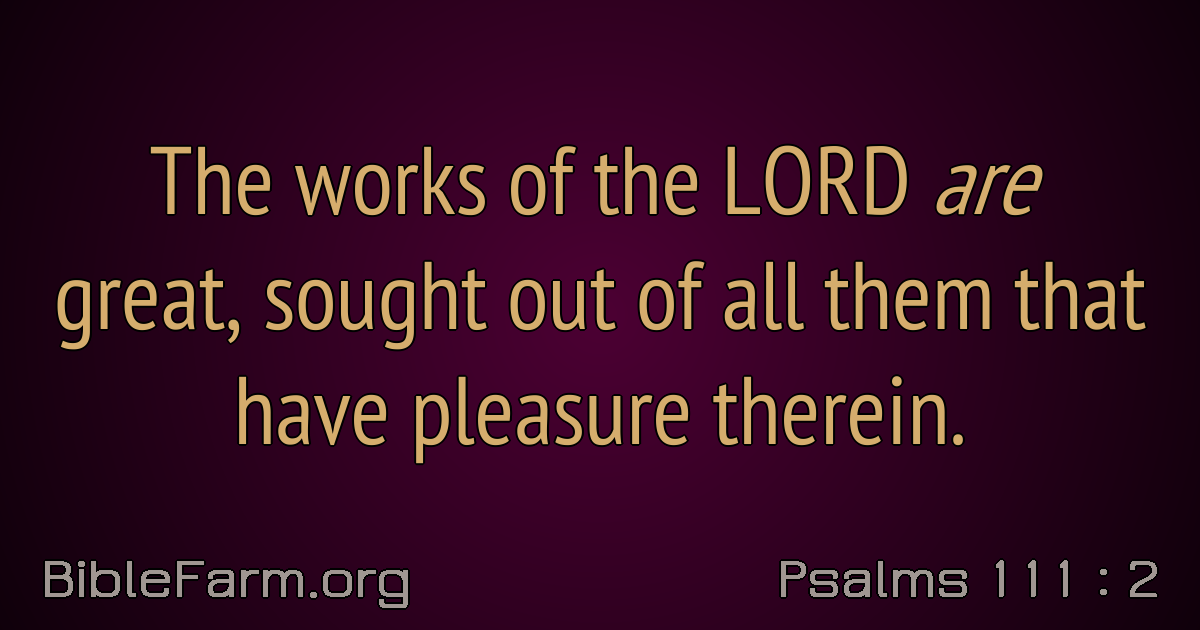 The works of the LORD are
great, sought out of all them that
have pleasure therein.
BibleFarm.org
Psalms 111 : 2